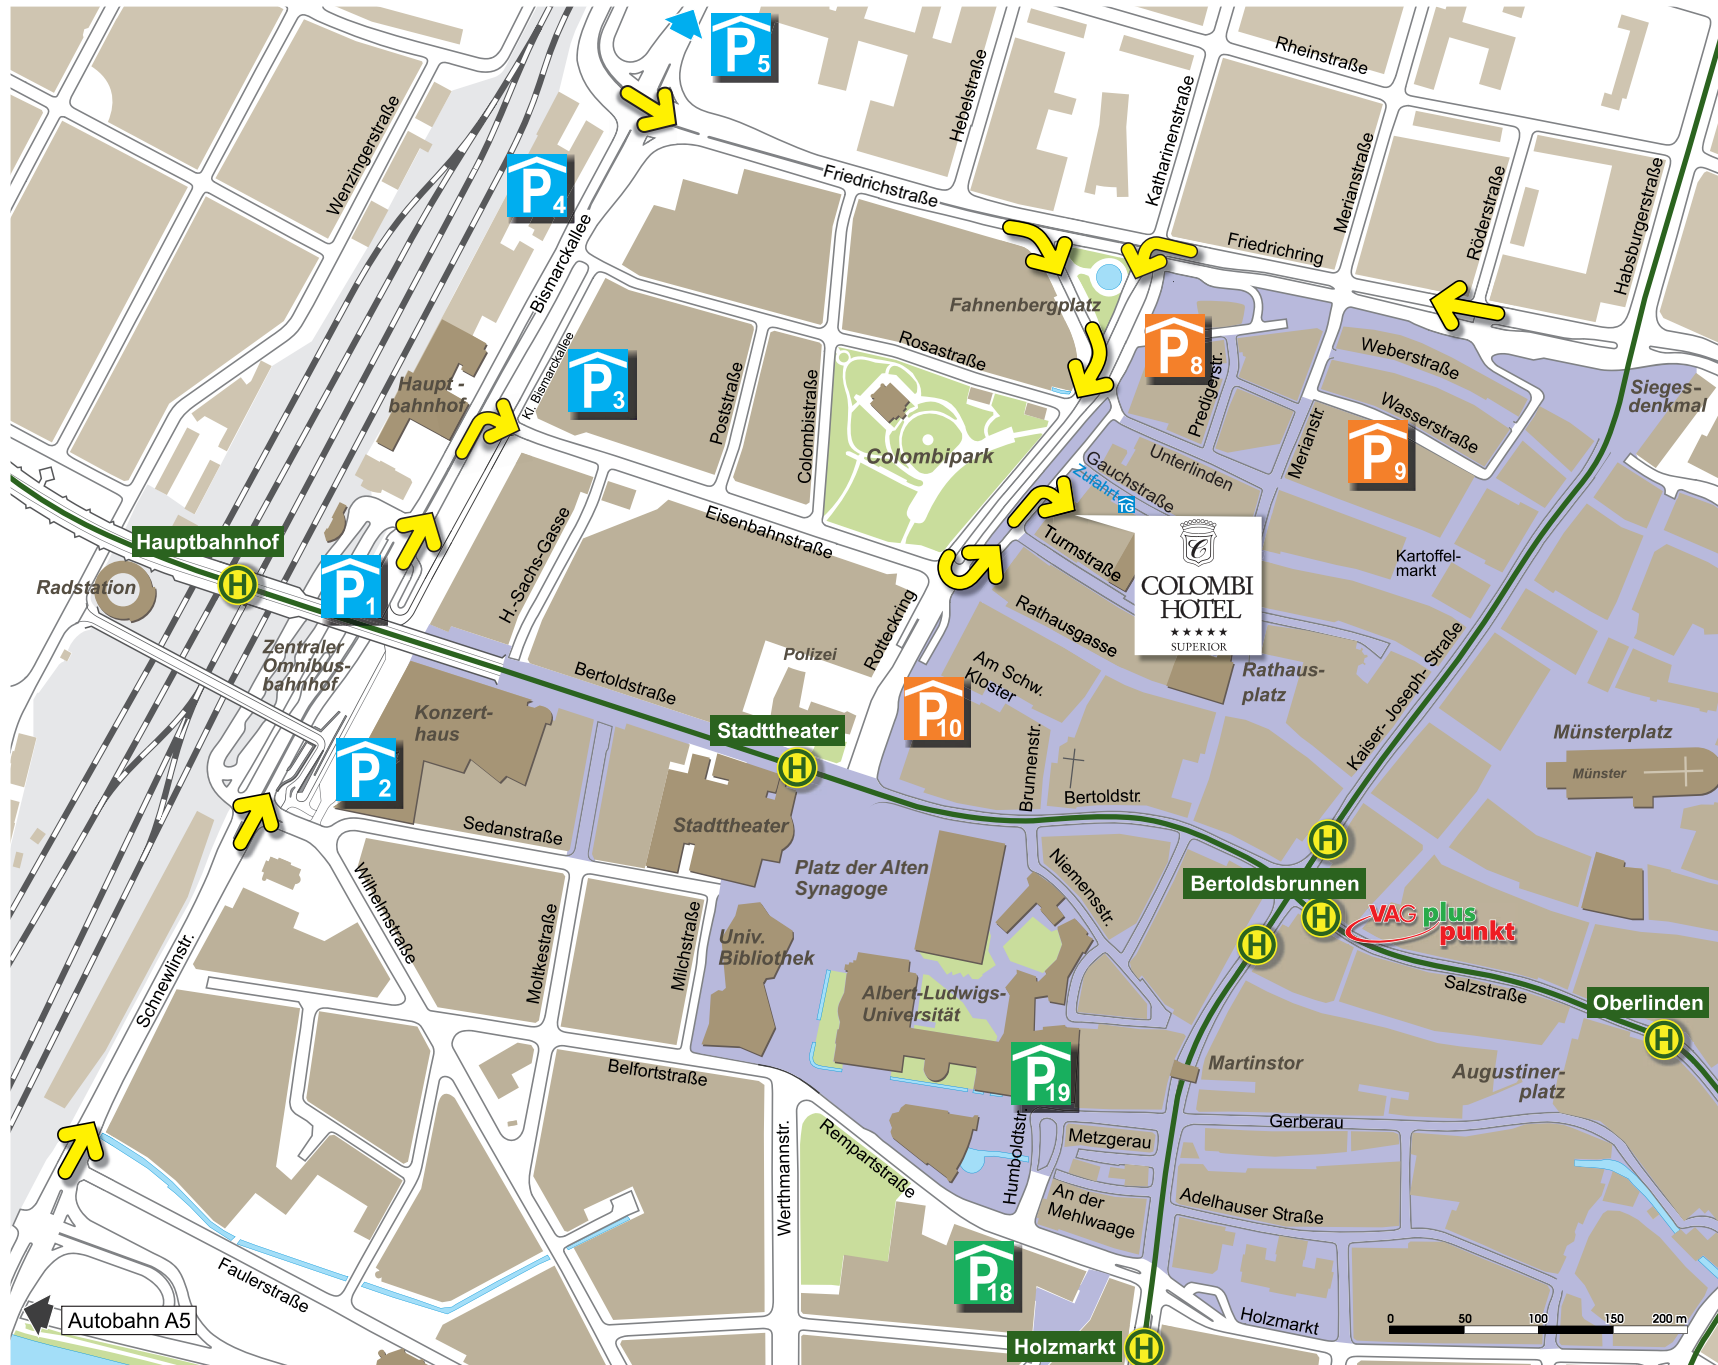 P5
Rheinstraße
Hebelstraße
Katharinenstraße
Wenzingerstraße
Merianstraße
Röderstraße
Habsburgerstraße
P4
Friedrichstraße
Bismarckallee
Friedrichring
Fahnenbergplatz
Kl. Bismarckallee
P3
Rosastraße
P8
Predigerstr.
Weberstraße
Wasserstraße
Sieges-
denkmal
Haupt -
bahnhof
Poststraße
Colombistraße
Colombipark
Merianstr.
P9
Unterlinden
Gauchstraße
Zufahrt
TG
Eisenbahnstraße
Turmstraße
COLOMBI
HOTEL
★★★★★
SUPERIOR
Kartoffel-
markt
Hauptbahnhof
H
Radstation
P1
H.-Sachs-Gasse
Rathausgasse
Rotteckring
Zentraler
Omnibus-
bahnhof
Polizei
Bertoldstraße
Am Schw.
Kloster
Rathaus-
platz
Kaiser- Joseph- Straße
Konzert-
haus
P10
Stadttheater
H
Brunnenstr.
Münsterplatz
Münster
P2
Bertoldstr.
Sedanstraße
Stadttheater
H
Platz der Alten
Synagoge
Niemensstr.
Bertoldsbrunnen
H
H
VAG plus
punkt
Wilhelmstraße
Moltkestraße
Milchstraße
Univ.
Bibliothek
Schnewlinstr.
Albert-Ludwigs-
Universität
Salzstraße
Oberlinden
H
Belfortstraße
P19
Martinstor
Augustiner-
platz
Gerberau
Metzgerau
Humboldtstr.
Rempartstraße
Werthmannstr.
An der
Mehlwaage
Adelhauser Straße
P18
Faulerstraße
Autobahn A5
Holzmarkt
H
Holzmarkt
0 50 100 150 200 m